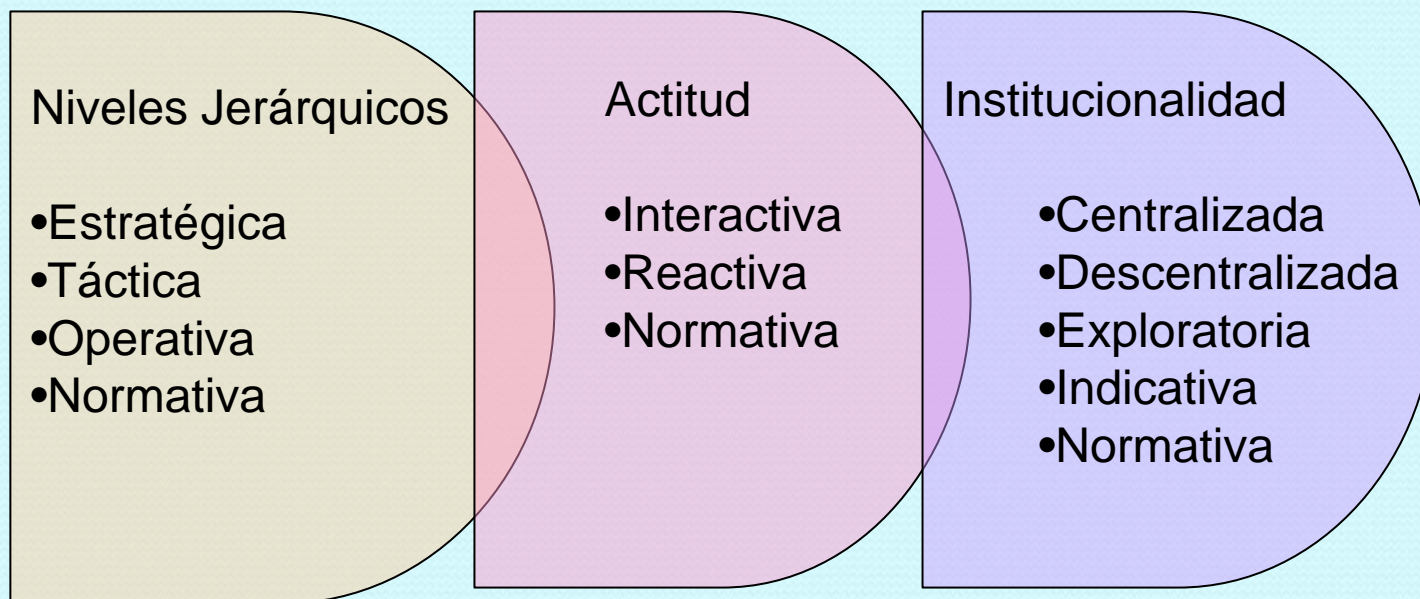 Niveles Jerárquicos
•Estratégica
•Táctica
•Operativa
•Normativa
Actitud
•Interactiva
•Reactiva
•Normativa
Institucionalidad
•Centralizada
•Descentralizada
•Exploratoria
•Indicativa
•Normativa